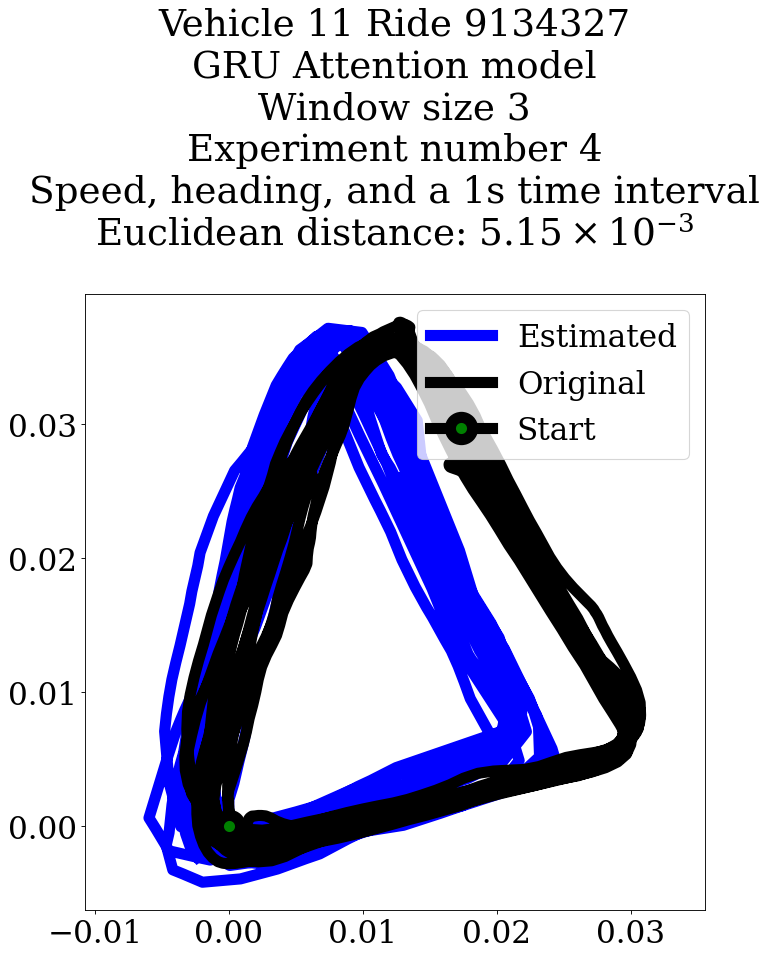 Vehicle 11 Ride 9134327
GRU Attention model
Window size 3
Experiment number 4
Speed, heading, and a 1s time interval
Euclidean distance: 5.15 × 10⁻³
Estimated
Original
Start
0.03
0.02
0.01
0.00
−0.01 0.00 0.01 0.02 0.03